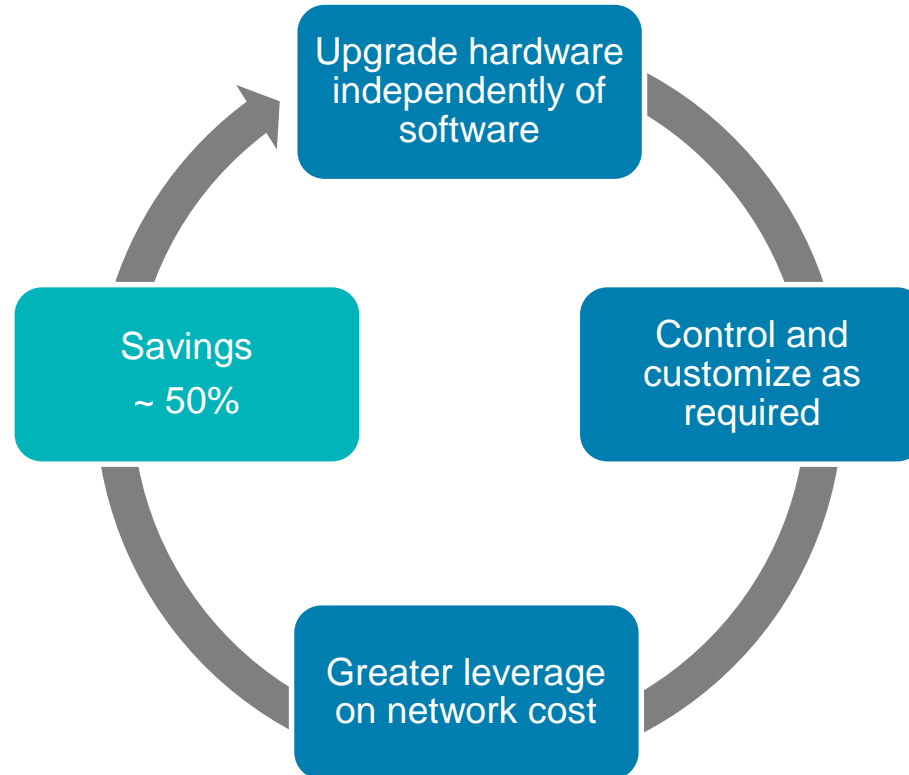 Upgrade hardware
independently of
software
Control and
customize as
required
Greater leverage
on network cost
Savings
~ 50%